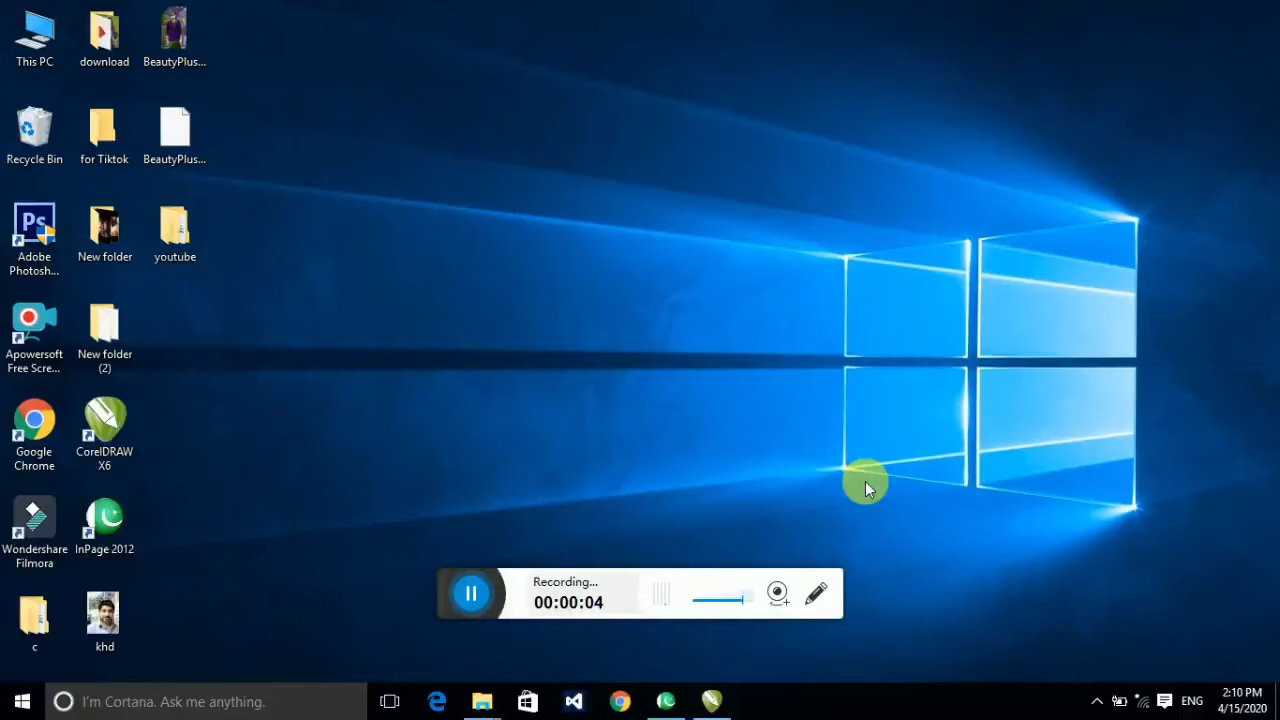 This PC
download
BeautyPlus...
Recycle Bin
for Tiktok
BeautyPlus...
Ps
Adobe
Photosh...
New folder
youtube
Apowersoft
Free Scre...
New folder
(2)
Google
Chrome
CorelDRAW
X6
Wondershare
Filmora
InPage 2012
c
khd
Recording...
00:00:04
I'm Cortana. Ask me anything.
ENG
2:10 PM
4/15/2020